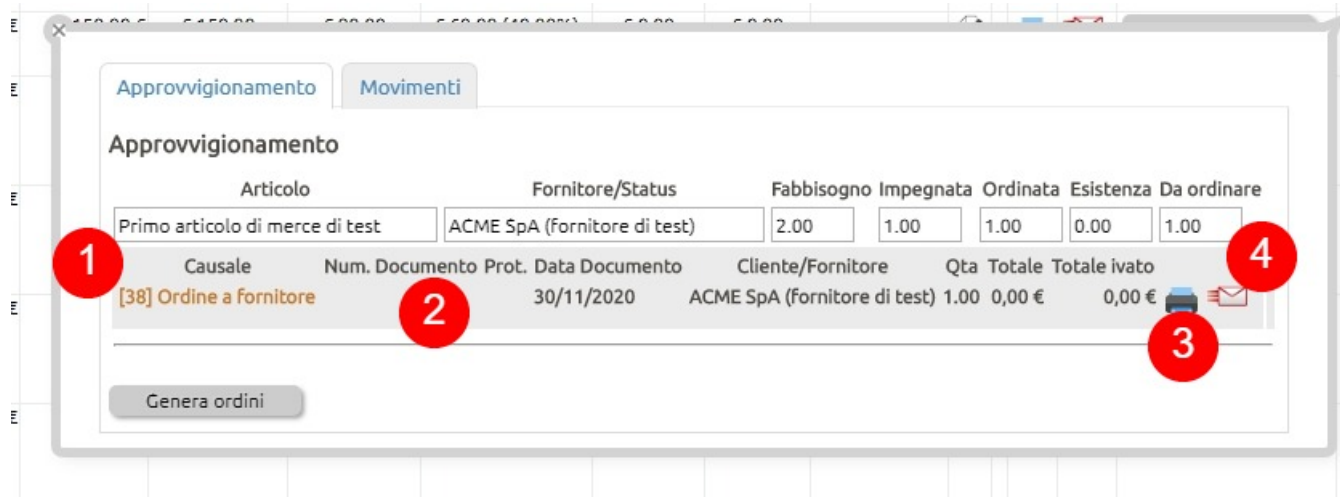 Approvvigionamento Movimenti
Approvvigionamento
Articolo Fornitore/Status Fabbisogno Impegnata Ordinata Esistenza Da ordinare
Primo articolo di merce di test ACME SpA (fornitore di test) 2.00 1.00 1.00 0.00 1.00
1 4
Causale Num. Documento Prot. Data Documento Cliente/Fornitore Qta Totale Totale ivato
[38] Ordine a fornitore 30/11/2020 ACME SpA (fornitore di test) 1.00 0,00 € 0,00 €
2
3
Genera ordini